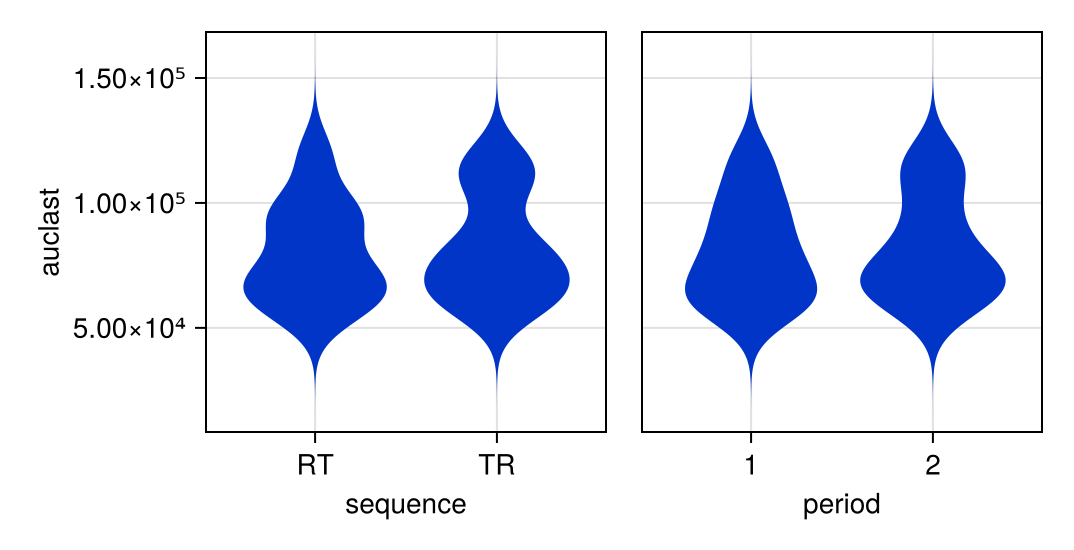 auclast
1.50×10⁵
1.00×10⁵
5.00×10⁴
RT TR 1 2
sequence period